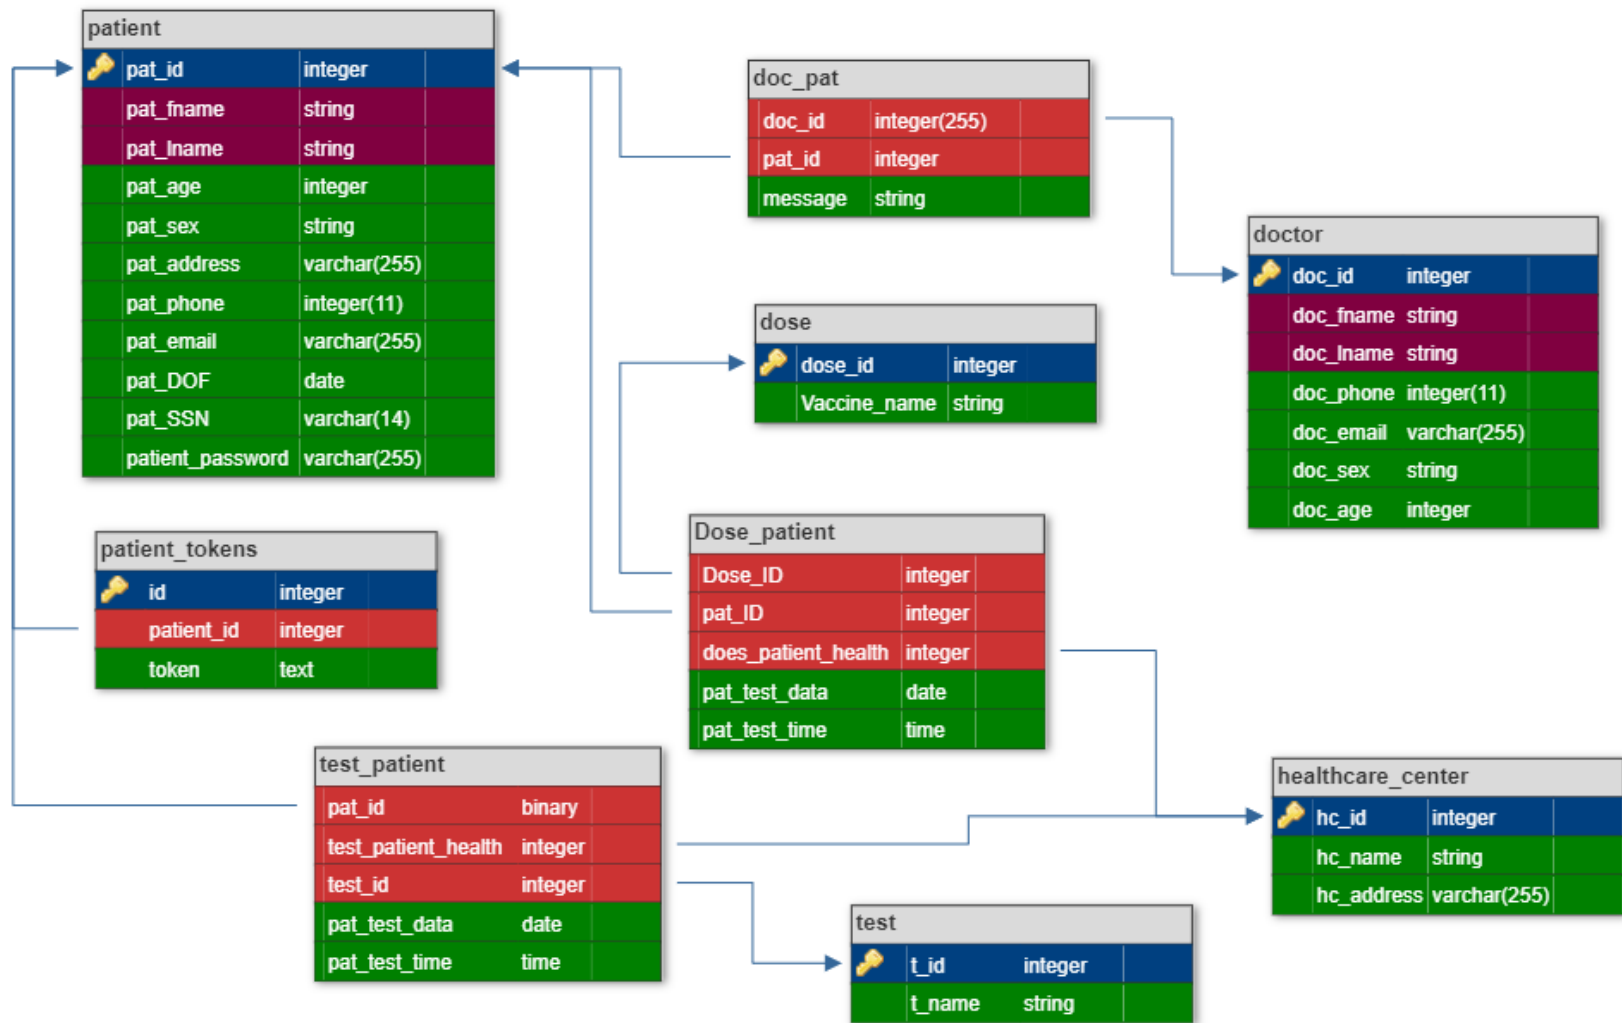 patient
pat_id integer
pat_fname string
pat_lname string
pat_age integer
pat_sex string
pat_address varchar(255)
pat_phone integer(11)
pat_email varchar(255)
pat_DOF date
pat_SSN varchar(14)
patient_password varchar(255)
doc_pat
doc_id integer(255)
pat_id integer
message string
doctor
doc_id integer
doc_fname string
doc_lname string
doc_phone integer(11)
doc_email varchar(255)
doc_sex string
doc_age integer
dose
dose_id integer
Vaccine_name string
patient_tokens
id integer
patient_id integer
token text
Dose_patient
Dose_ID integer
pat_ID integer
does_patient_health integer
pat_test_data date
pat_test_time time
test_patient
pat_id binary
test_patient_health integer
test_id integer
pat_test_data date
pat_test_time time
healthcare_center
hc_id integer
hc_name string
hc_address varchar(255)
test
t_id integer
t_name string